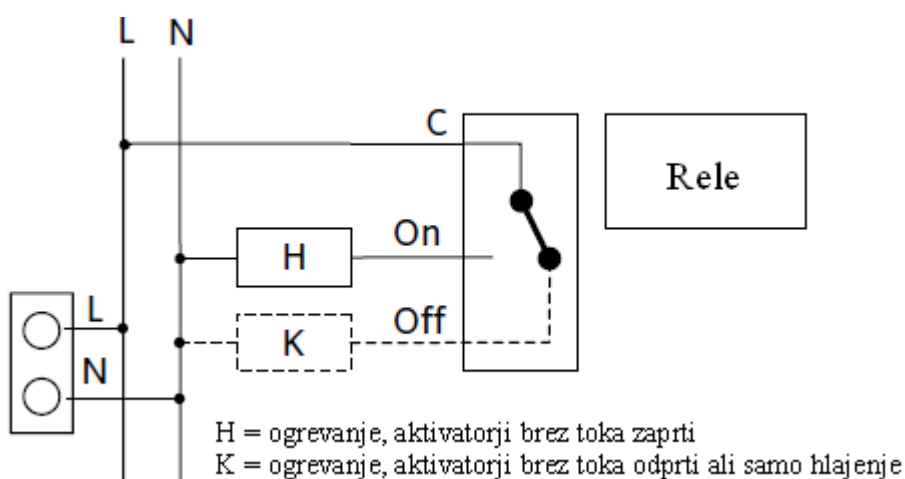 L N
C
Rele
On
H
Off
K
L
N
H = ogrevanje, aktivatorji brez toka zaprti
K = ogrevanje, aktivatorji brez toka odprti ali samo hlajenje